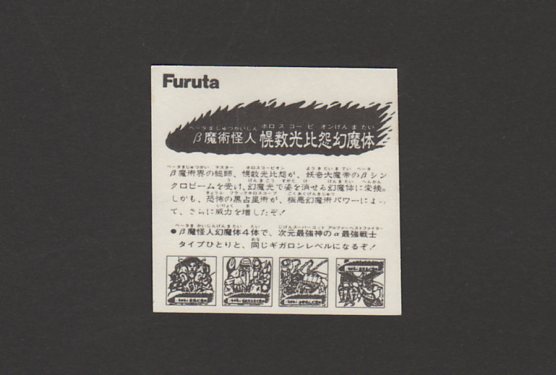 Furuta
β魔術怪人 幌数光比怨幻魔体
β魔術界の総師、幌数光比怨が、妖奇大魔帝のβシン
クロビームを受け、幻魔光で姿を消せる幻魔体に変換。
しかも、恐怖の黒占星術が、極悪幻魔術パワーによっ
て、さらに威力を増したぞ！
●β魔怪人幻魔体4体で、次元最強神のα最強戦士
タイプひとりと、同じギガロンレベルになるぞ！